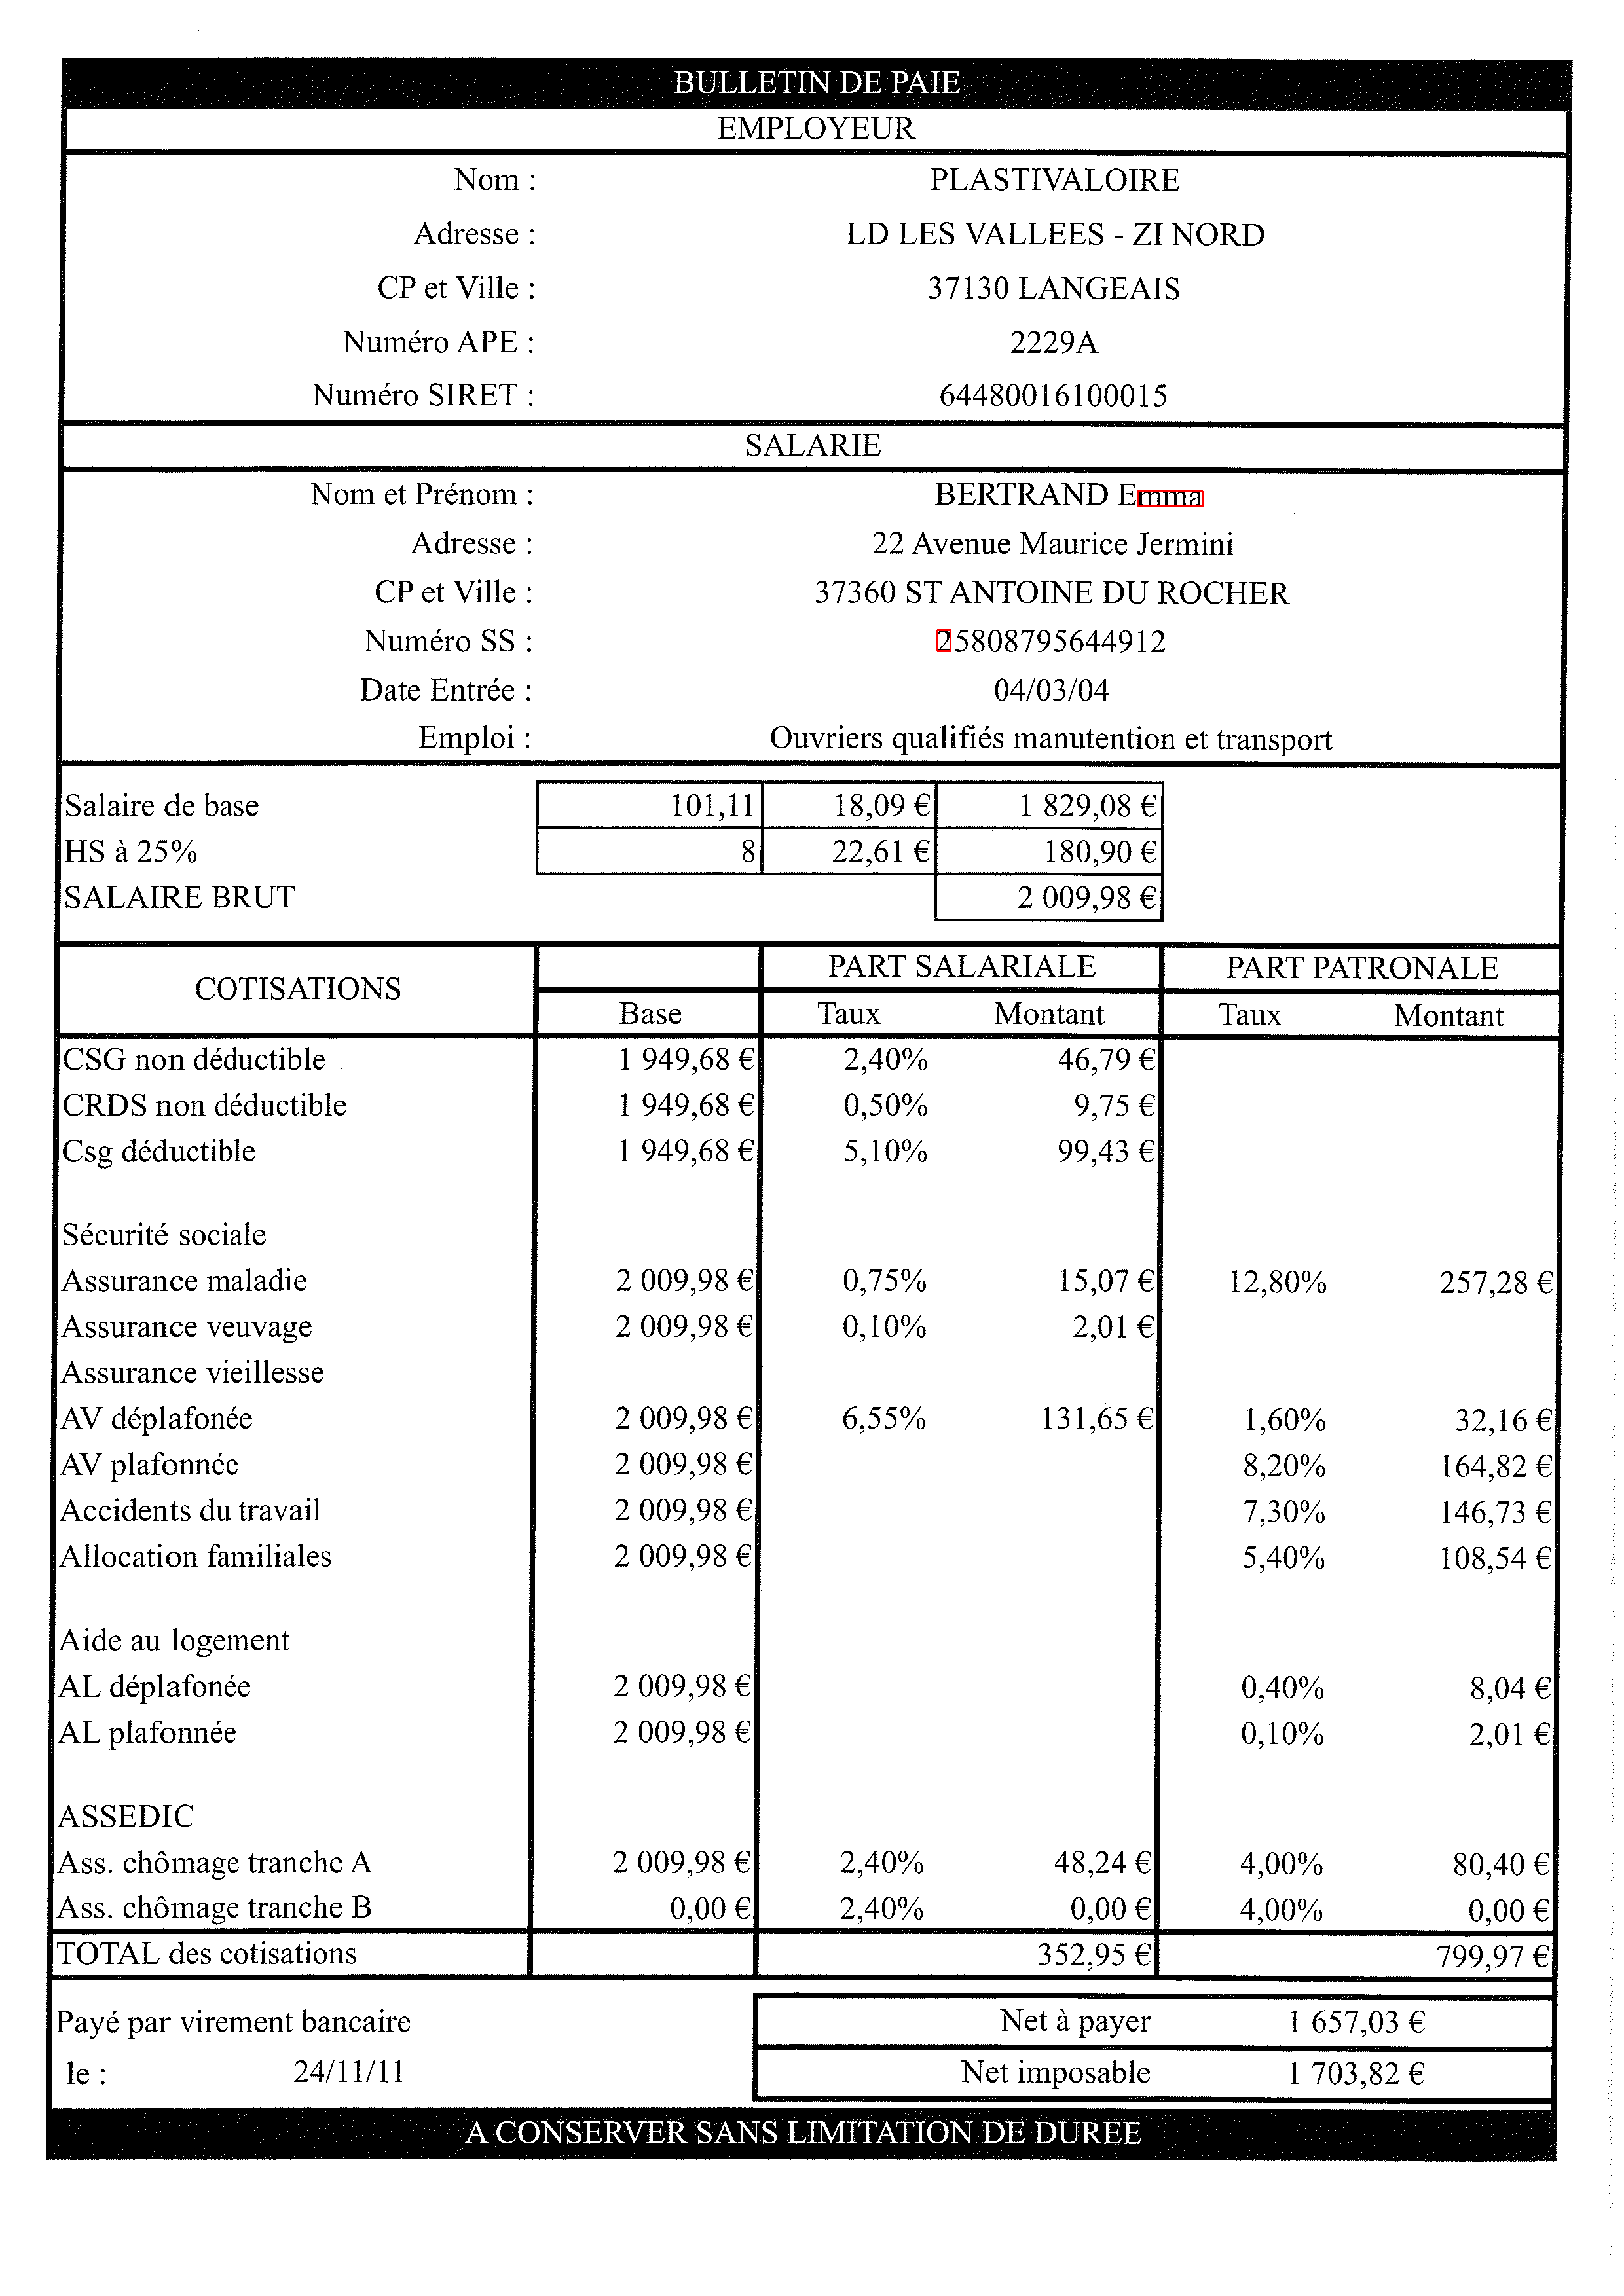 BULLETIN DE PAIE
EMPLOYEUR
Nom : PLASTIVALOIRE
Adresse : LD LES VALLEES - ZI NORD
CP et Ville : 37130 LANGEAIS
Numéro APE : 2229A
Numéro SIRET : 64480016100015
SALARIE
Nom et Prénom : BERTRAND Emma
Adresse : 22 Avenue Maurice Jermini
CP et Ville : 37360 ST ANTOINE DU ROCHER
Numéro SS : 25808795644912
Date Entrée : 04/03/04
Emploi : Ouvriers qualifiés manutention et transport
Salaire de base 101,11 18,09 € 1 829,08 €
HS à 25% 8 22,61 € 180,90 €
SALAIRE BRUT 2 009,98 €
COTISATIONS PART SALARIALE PART PATRONALE
Base Taux Montant Taux Montant
CSG non déductible 1 949,68 € 2,40% 46,79 €
CRDS non déductible 1 949,68 € 0,50% 9,75 €
Csg déductible 1 949,68 € 5,10% 99,43 €
Sécurité sociale
Assurance maladie 2 009,98 € 0,75% 15,07 € 12,80% 257,28 €
Assurance veuvage 2 009,98 € 0,10% 2,01 €
Assurance vieillesse
AV déplafonée 2 009,98 € 6,55% 131,65 € 1,60% 32,16 €
AV plafonnée 2 009,98 € 8,20% 164,82 €
Accidents du travail 2 009,98 € 7,30% 146,73 €
Allocation familiales 2 009,98 € 5,40% 108,54 €
Aide au logement
AL déplafonée 2 009,98 € 0,40% 8,04 €
AL plafonnée 2 009,98 € 0,10% 2,01 €
ASSEDIC
Ass. chômage tranche A 2 009,98 € 2,40% 48,24 € 4,00% 80,40 €
Ass. chômage tranche B 0,00 € 2,40% 0,00 € 4,00% 0,00 €
TOTAL des cotisations 352,95 € 799,97 €
Payé par virement bancaire Net à payer 1 657,03 €
le : 24/11/11 Net imposable 1 703,82 €
A CONSERVER SANS LIMITATION DE DUREE